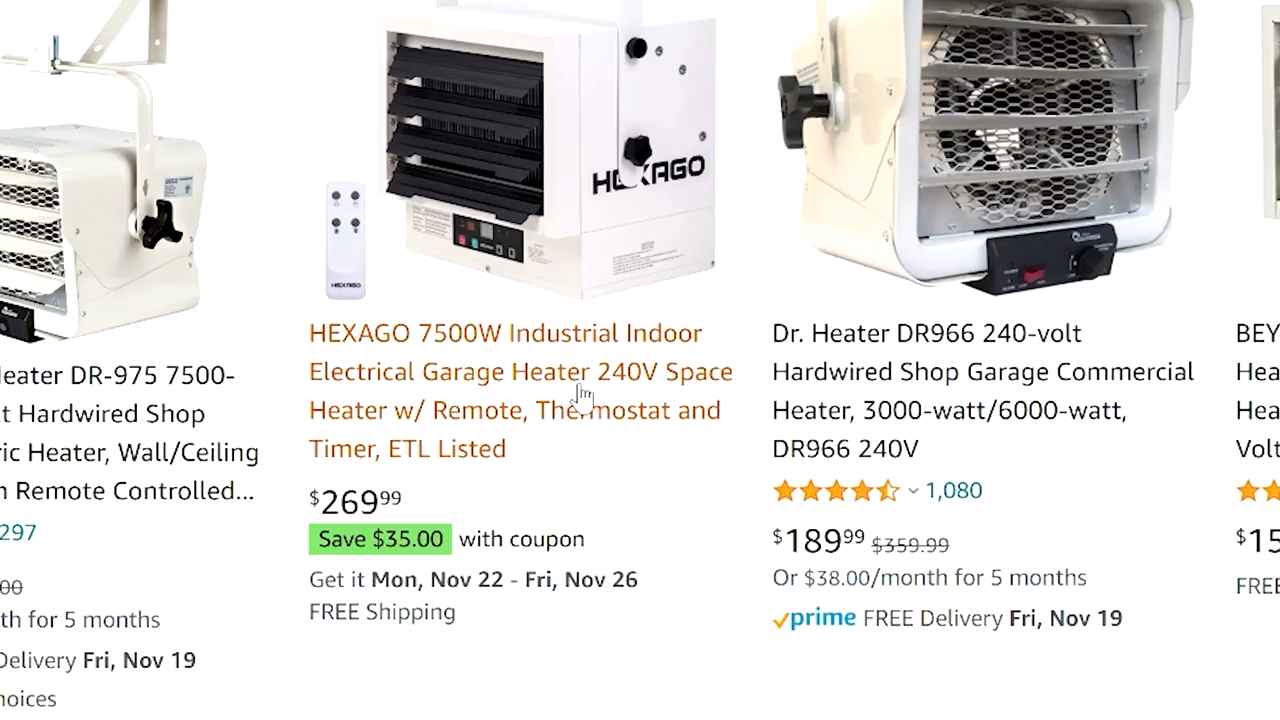 eater DR-975 7500-
t Hardwired Shop
ric Heater, Wall/Ceiling
n Remote Controlled...
297
00
th for 5 months
Delivery Fri, Nov 19
hoices
HEXAGO
HEXAGO
HEXAGO 7500W Industrial Indoor
Electrical Garage Heater 240V Space
Heater w/ Remote, Thermostat and
Timer, ETL Listed
$269.99
Save $35.00 with coupon
Get it Mon, Nov 22 - Fri, Nov 26
FREE Shipping
Dr. Heater DR966 240-volt
Hardwired Shop Garage Commercial
Heater, 3000-watt/6000-watt,
DR966 240V
1,080
$189.99 $359.99
Or $38.00/month for 5 months
prime FREE Delivery Fri, Nov 19
BEY
Hea
Hea
Volt
$15
FREE